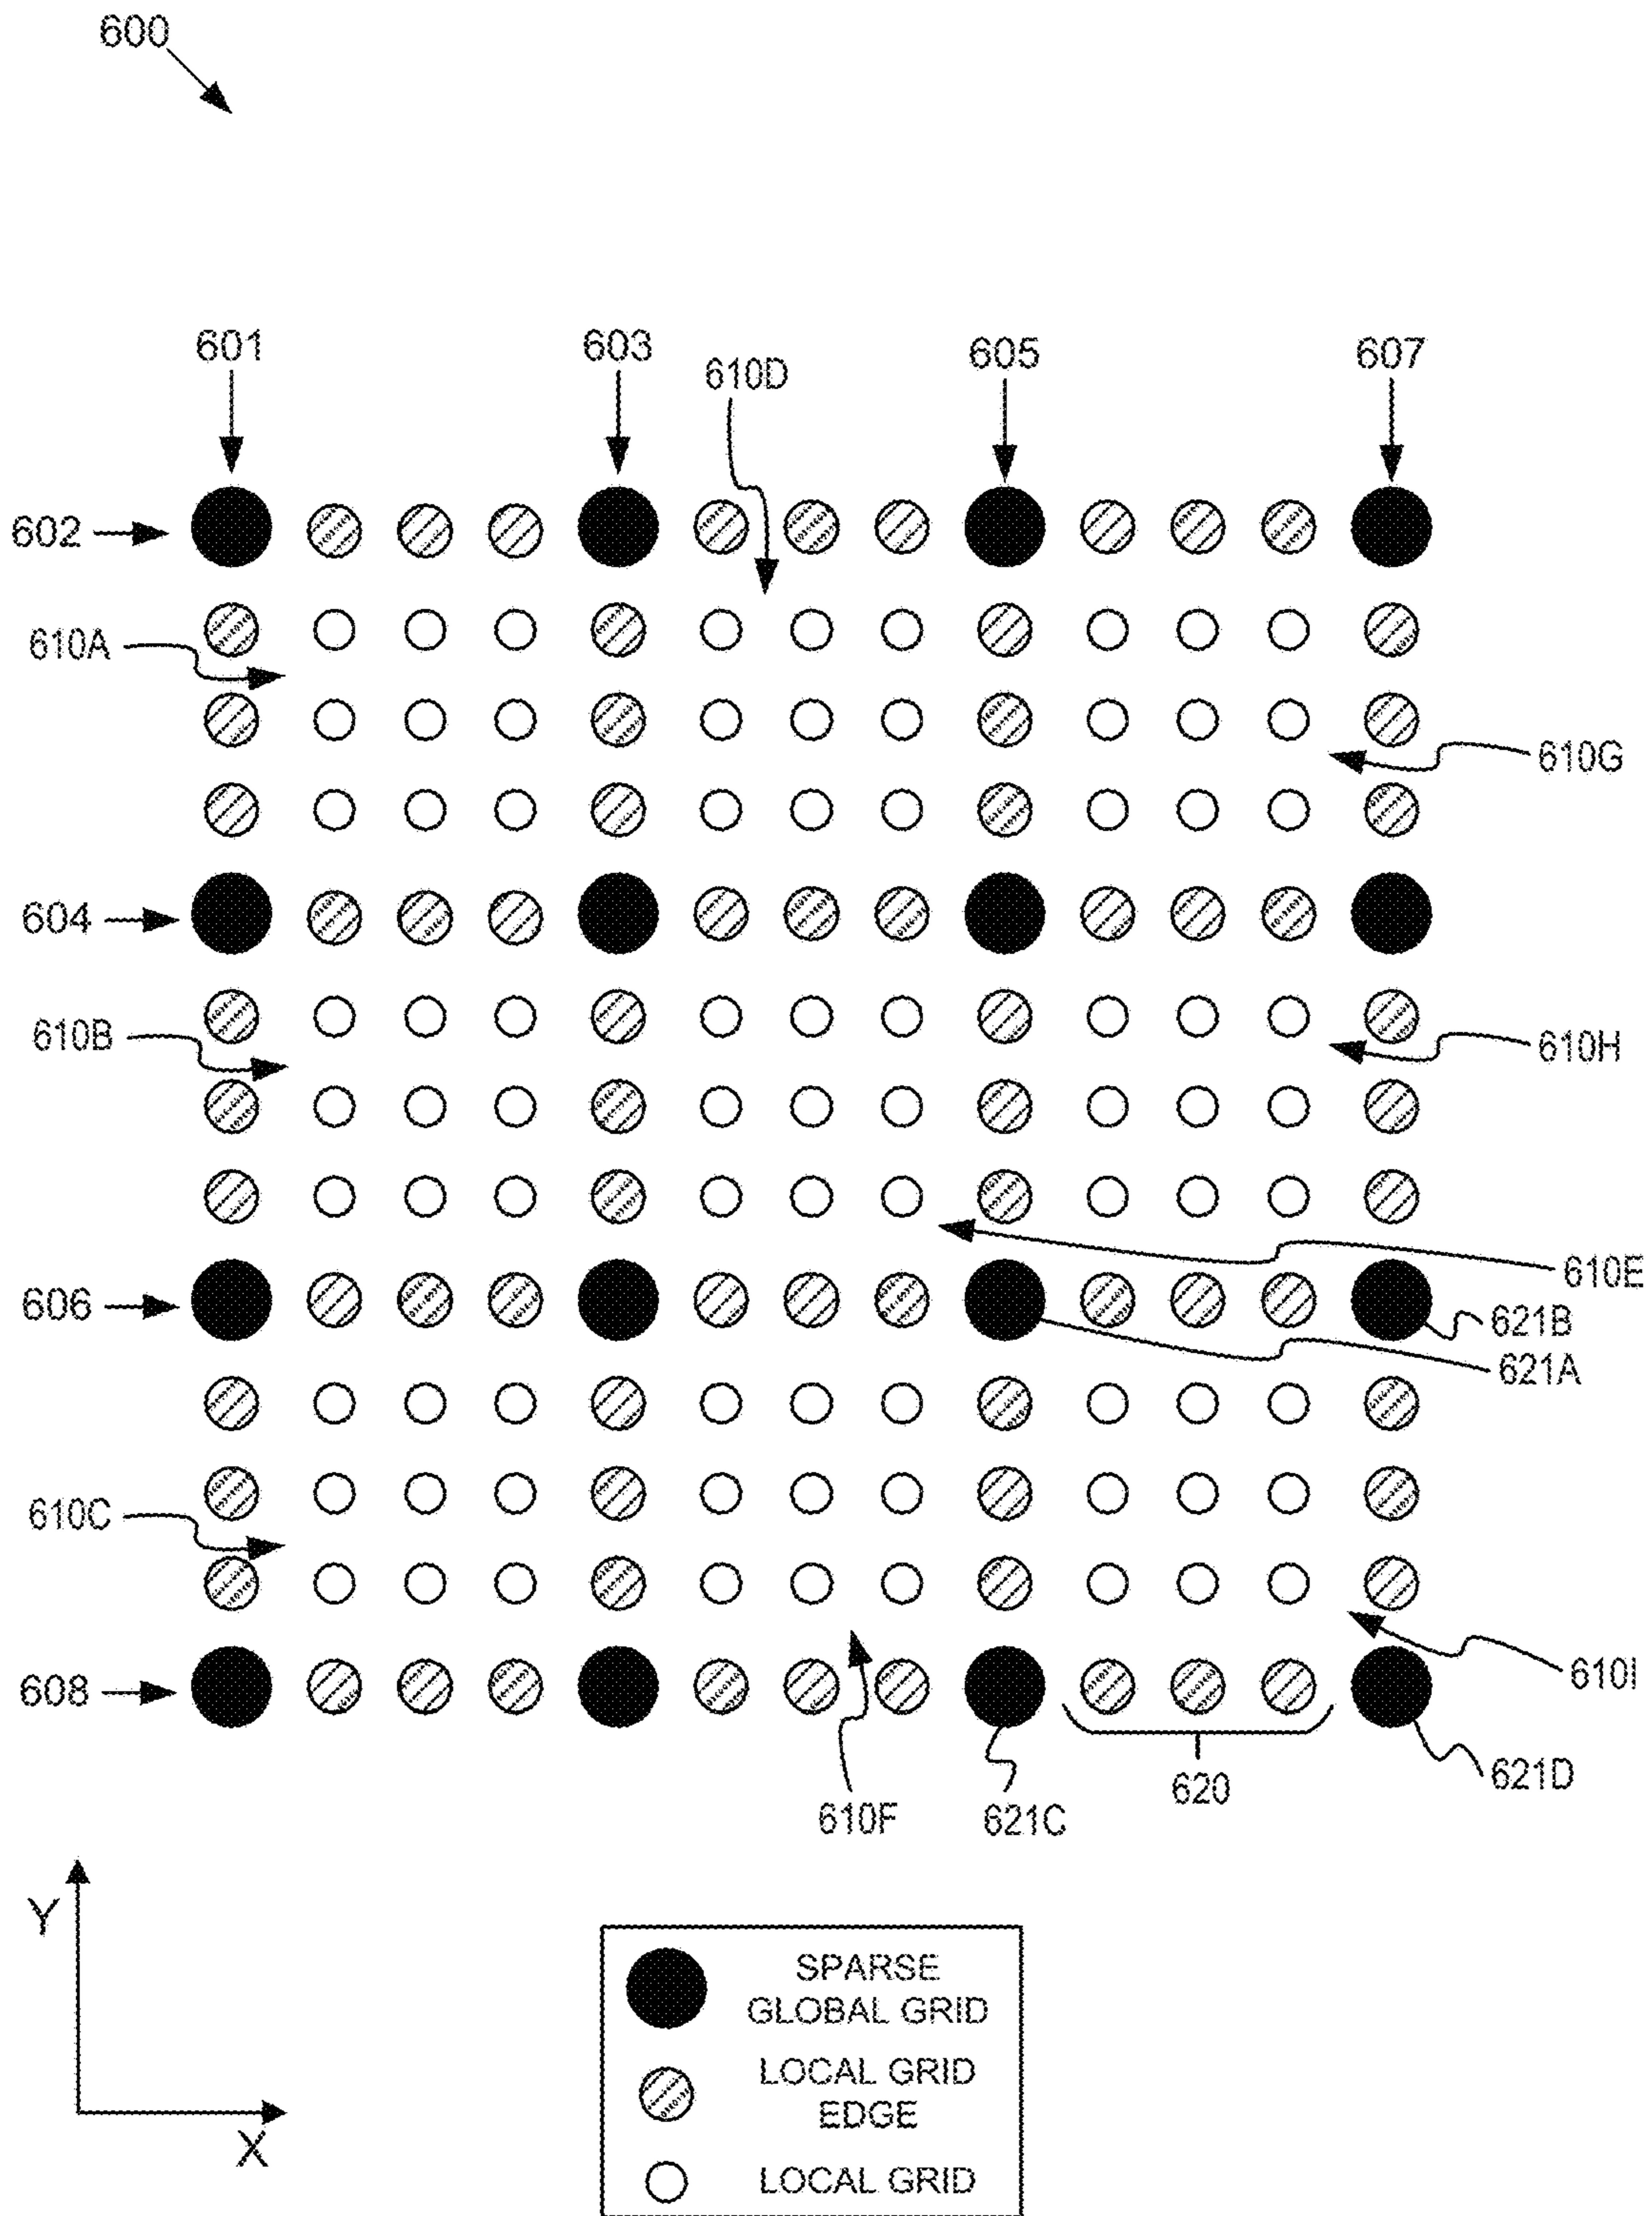 600
601
603
605
607
610D
602
610A
610G
604
610B
610H
610E
606
621B
621A
610C
610I
608
621D
620
610F
621C
Y
X
SPARSE
GLOBAL GRID
LOCAL GRID
EDGE
LOCAL GRID